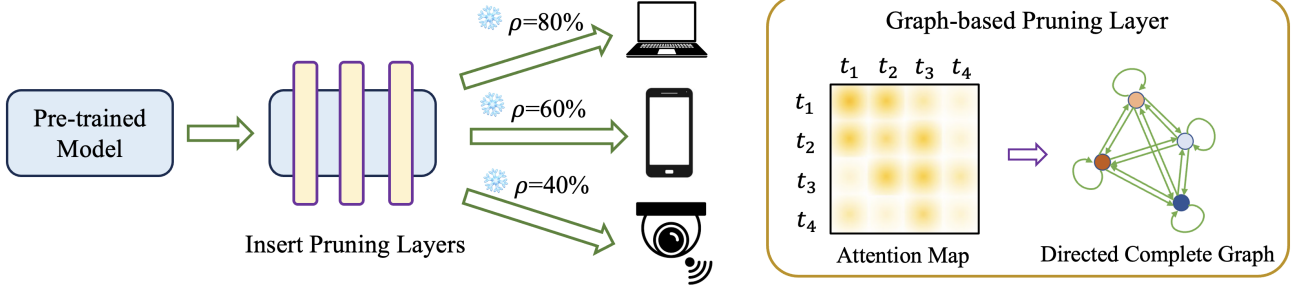 Pre-trained
Model
Insert Pruning Layers
ρ=80%
ρ=60%
ρ=40%
Graph-based Pruning Layer
t₁ t₂ t₃ t₄
t₁
t₂
t₃
t₄
Attention Map
Directed Complete Graph